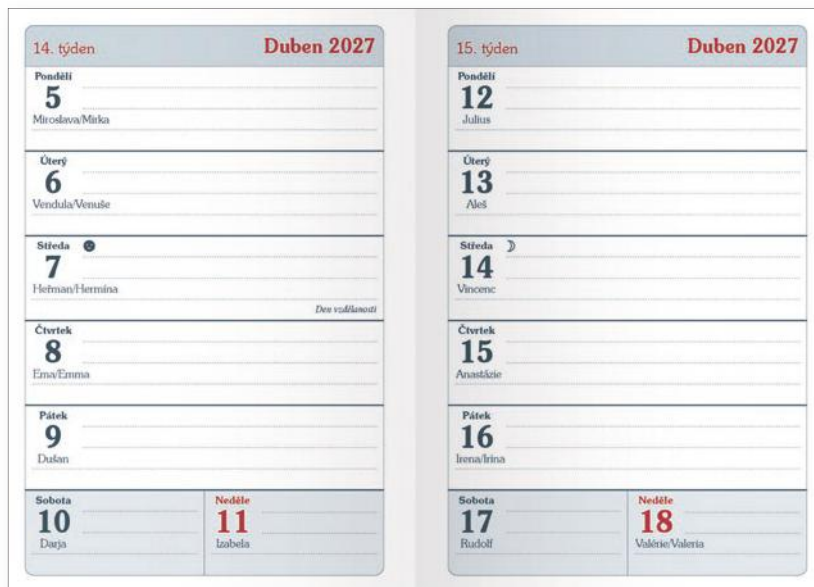 14. týden Duben 2027
Pondělí
5
Miroslava/Mirka
Úterý
6
Vendula/Venuše
Středa
7
Heřman/Hermína
Den vzdělanosti
Čtvrtek
8
Ema/Emma
Pátek
9
Dušan
Sobota
10
Darja
Neděle
11
Izabela
15. týden Duben 2027
Pondělí
12
Julius
Úterý
13
Aleš
Středa
14
Vincenc
Čtvrtek
15
Anastázie
Pátek
16
Irena/Irina
Sobota
17
Rudolf
Neděle
18
Valérie/Valeria